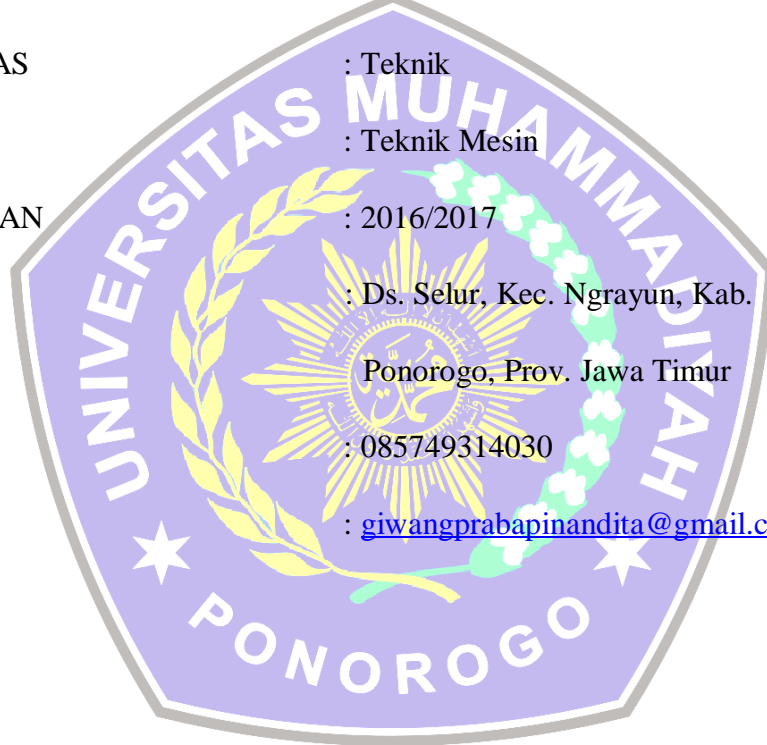 AS : Teknik
: Teknik Mesin
AN : 2016/2017
: Ds. Selur, Kec. Ngrayun, Kab.
Ponorogo, Prov. Jawa Timur
: 085749314030
: giwangprabapinandita@gmail.c
UNIVERSITAS MUHAMMADIYAH
PONOROGO
محمد